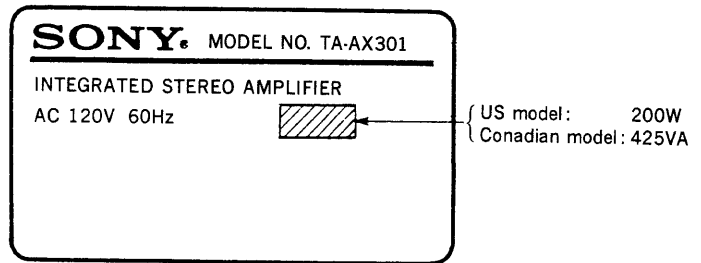 SONY® MODEL NO. TA-AX301
INTEGRATED STEREO AMPLIFIER
AC 120V 60Hz
US model: 200W
Conadian model: 425VA